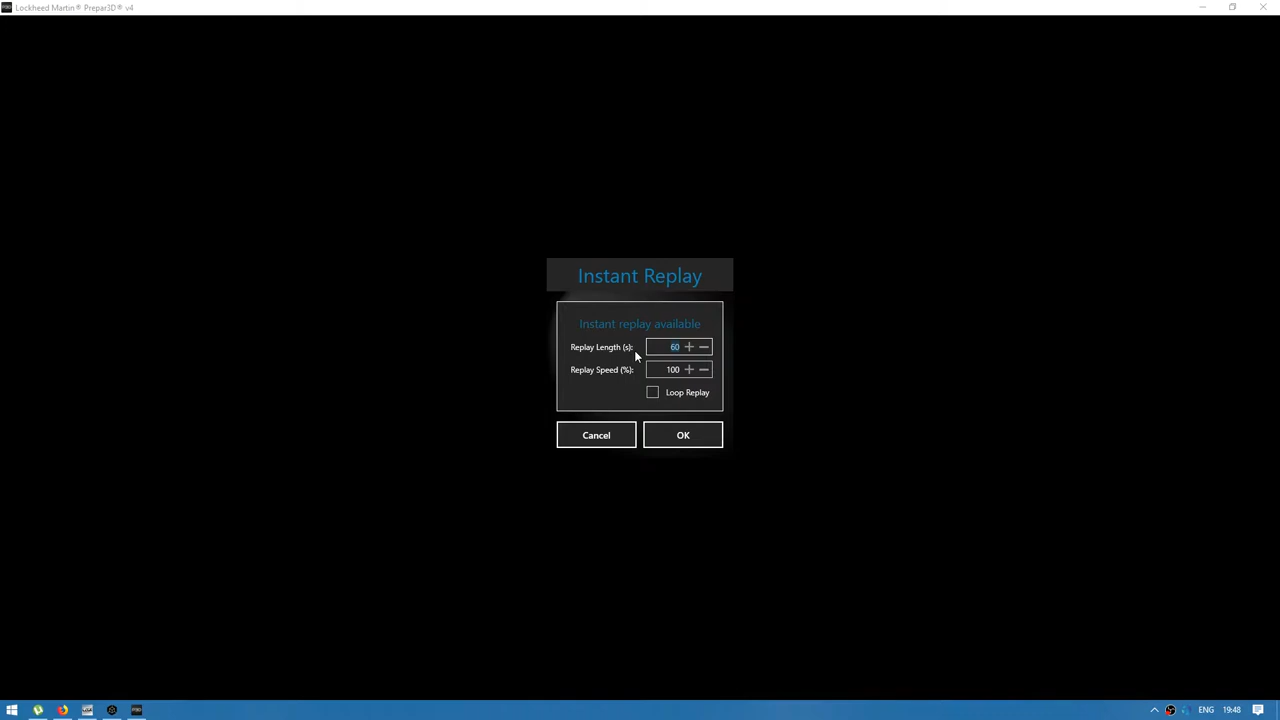 Lockheed Martin® Prepar3D® v4
Instant Replay
Instant replay available
Replay Length (s): 60
Replay Speed (%): 100
Loop Replay
Cancel OK
ENG 19:48